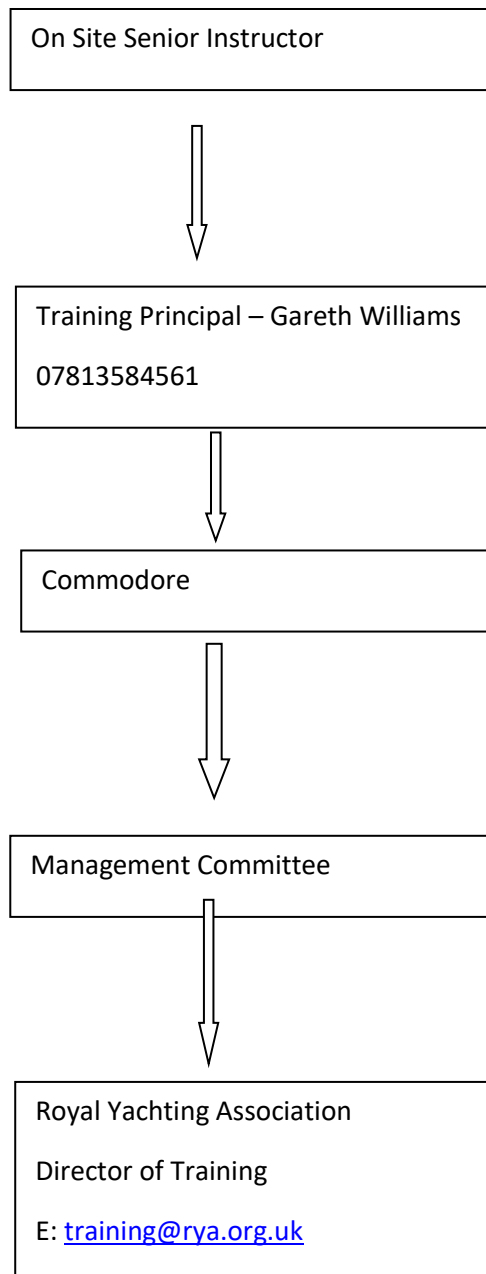 On Site Senior Instructor
Training Principal – Gareth Williams
07813584561
Commodore
Management Committee
Royal Yachting Association
Director of Training
E: training@rya.org.uk